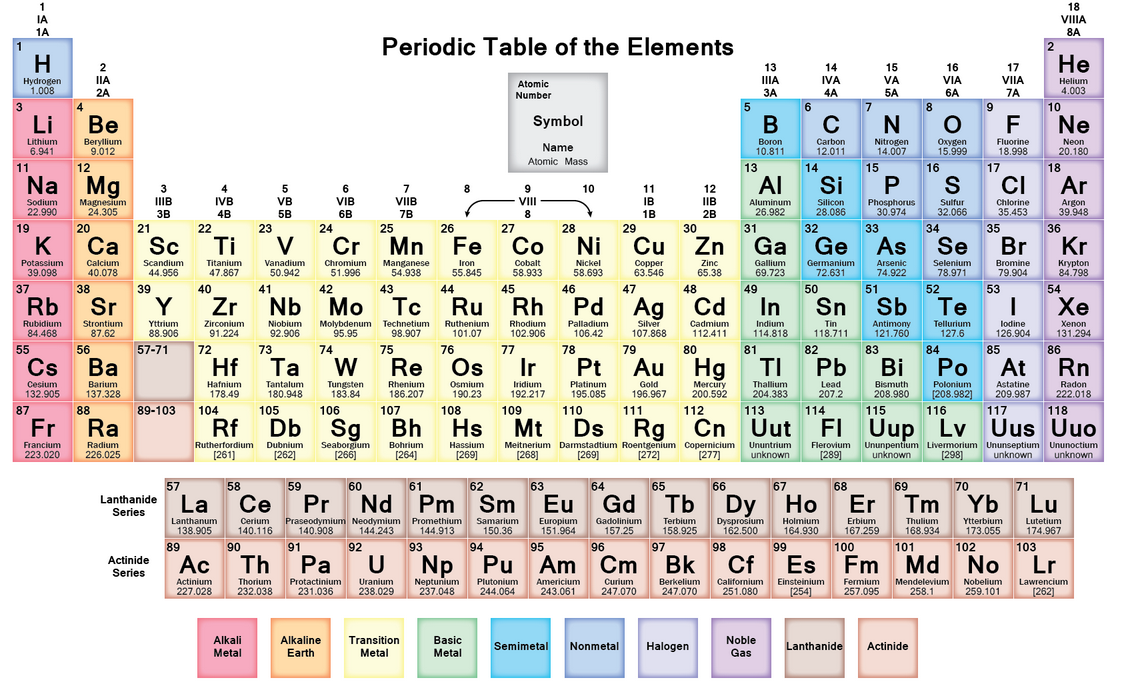 1 18
IA VIIIA
1A 8A
Periodic Table of the Elements
1 2
H He
Hydrogen Helium
1.008 4.003
2 13 14 15 16 17
IIA IIIA IVA VA VIA VIIA
2A 3A 4A 5A 6A 7A
Atomic
Number
Symbol
Name
Atomic Mass
3 4 5 6 7 8 9 10
Li Be B C N O F Ne
Lithium Beryllium Boron Carbon Nitrogen Oxygen Fluorine Neon
6.941 9.012 10.811 12.011 14.007 15.999 18.998 20.180
11 12 13 14 15 16 17 18
Na Mg Al Si P S Cl Ar
Sodium Magnesium Aluminum Silicon Phosphorus Sulfur Chlorine Argon
22.990 24.305 26.982 28.086 30.974 32.066 35.453 39.948
3 4 5 6 7 8 9 10 11 12
IIIB IVB VB VIB VIIB VIII IB IIB
3B 4B 5B 6B 7B 8 1B 2B
19 20 21 22 23 24 25 26 27 28 29 30 31 32 33 34 35 36
K Ca Sc Ti V Cr Mn Fe Co Ni Cu Zn Ga Ge As Se Br Kr
Potassium Calcium Scandium Titanium Vanadium Chromium Manganese Iron Cobalt Nickel Copper Zinc Gallium Germanium Arsenic Selenium Bromine Krypton
39.098 40.078 44.956 47.867 50.942 51.996 54.938 55.845 58.933 58.693 63.546 65.38 69.723 72.631 74.922 78.971 79.904 84.798
37 38 39 40 41 42 43 44 45 46 47 48 49 50 51 52 53 54
Rb Sr Y Zr Nb Mo Tc Ru Rh Pd Ag Cd In Sn Sb Te I Xe
Rubidium Strontium Yttrium Zirconium Niobium Molybdenum Technetium Ruthenium Rhodium Palladium Silver Cadmium Indium Tin Antimony Tellurium Iodine Xenon
84.468 87.62 88.906 91.224 92.906 95.95 98.907 101.07 102.906 106.42 107.868 112.411 114.818 118.711 121.760 127.6 126.904 131.294
55 56 57-71 72 73 74 75 76 77 78 79 80 81 82 83 84 85 86
Cs Ba Hf Ta W Re Os Ir Pt Au Hg Tl Pb Bi Po At Rn
Cesium Barium Hafnium Tantalum Tungsten Rhenium Osmium Iridium Platinum Gold Mercury Thallium Lead Bismuth Polonium Astatine Radon
132.905 137.328 178.49 180.948 183.84 186.207 190.23 192.217 195.085 196.967 200.592 204.383 207.2 208.980 [208.982] 209.987 222.018
87 88 89-103 104 105 106 107 108 109 110 111 112 113 114 115 116 117 118
Fr Ra Rf Db Sg Bh Hs Mt Ds Rg Cn Uut Fl Uup Lv Uus Uuo
Francium Radium Rutherfordium Dubnium Seaborgium Bohrium Hassium Meitnerium Darmstadtium Roentgenium Copernicium Ununtrium Flerovium Ununpentium Livermorium Ununseptium Ununoctium
223.020 226.025 [261] [262] [266] [264] [269] [268] [269] [272] [277] unknown [289] unknown [298] unknown unknown
Lanthanide
Series
57 58 59 60 61 62 63 64 65 66 67 68 69 70 71
La Ce Pr Nd Pm Sm Eu Gd Tb Dy Ho Er Tm Yb Lu
Lanthanum Cerium Praseodymium Neodymium Promethium Samarium Europium Gadolinium Terbium Dysprosium Holmium Erbium Thulium Ytterbium Lutetium
138.905 140.116 140.908 144.243 144.913 150.36 151.964 157.25 158.925 162.500 164.930 167.259 168.934 173.055 174.967
Actinide
Series
89 90 91 92 93 94 95 96 97 98 99 100 101 102 103
Ac Th Pa U Np Pu Am Cm Bk Cf Es Fm Md No Lr
Actinium Thorium Protactinium Uranium Neptunium Plutonium Americium Curium Berkelium Californium Einsteinium Fermium Mendelevium Nobelium Lawrencium
227.028 232.038 231.036 238.029 237.048 244.064 243.061 247.070 247.070 251.080 [254] 257.095 258.1 259.101 [262]
Alkali Alkaline Transition Basic Semimetal Nonmetal Halogen Noble Lanthanide Actinide
Metal Earth Metal Metal Gas